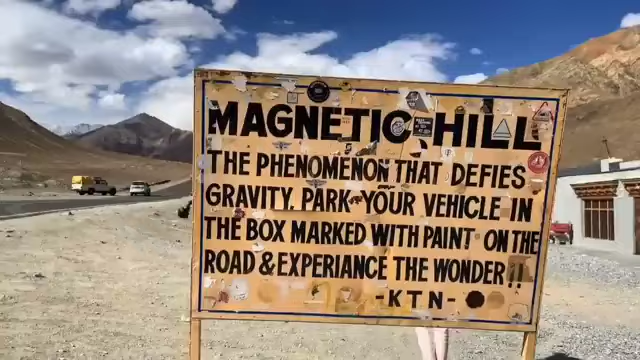 MAGNETIC HILL
THE PHENOMENON THAT DEFIES
GRAVITY. PARK YOUR VEHICLE IN
THE BOX MARKED WITH PAINT ON THE
ROAD & EXPERIANCE THE WONDER!!
- K T N -